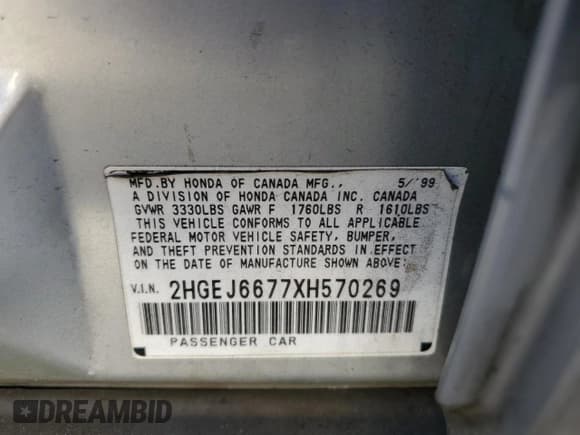 MFD.BY HONDA OF CANADA MFG., 5/'99
A DIVISION OF HONDA CANADA INC. CANADA
GVWR 3330LBS GAWR F 1760LBS R 1610LBS
THIS VEHICLE CONFORMS TO ALL APPLICABLE
FEDERAL MOTOR VEHICLE SAFETY, BUMPER,
AND THEFT PREVENTION STANDARDS IN EFFECT
ON THE DATE OF MANUFACTURE SHOWN ABOVE:
V.I.N. 2HGEJ6677XH570269
PASSENGER CAR
DREAMBID